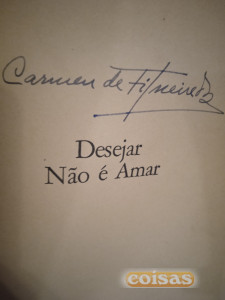 Carmen de Figueiredo
Desejar
Não é Amar
coisas